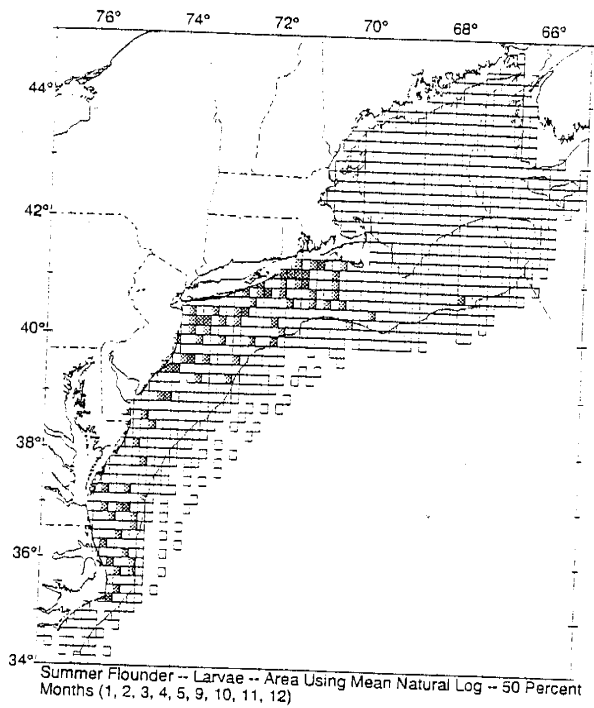 76° 74° 72° 70° 68° 66°
44°
42°
40°
38°
36°
34°
Summer Flounder -- Larvae -- Area Using Mean Natural Log -- 50 Percent
Months (1, 2, 3, 4, 5, 9, 10, 11, 12)